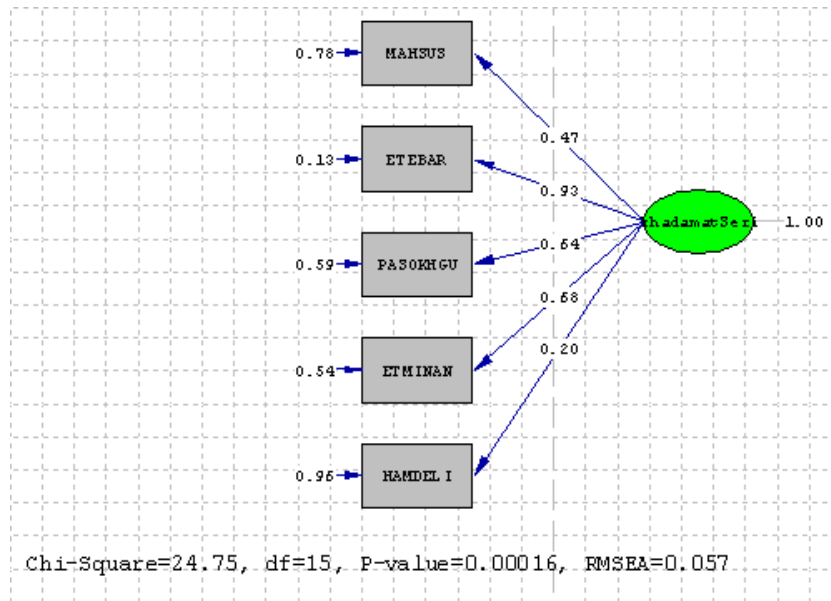 0.78 MAHSUS
0.47
0.13 ETEBAR
0.93
hadamatSer 1.00
0.64
0.59 PASOKHGU
0.68
0.20
0.54 ETMINAN
0.96 HAMDELI
Chi-Square=24.75, df=15, P-value=0.00016, RMSEA=0.057